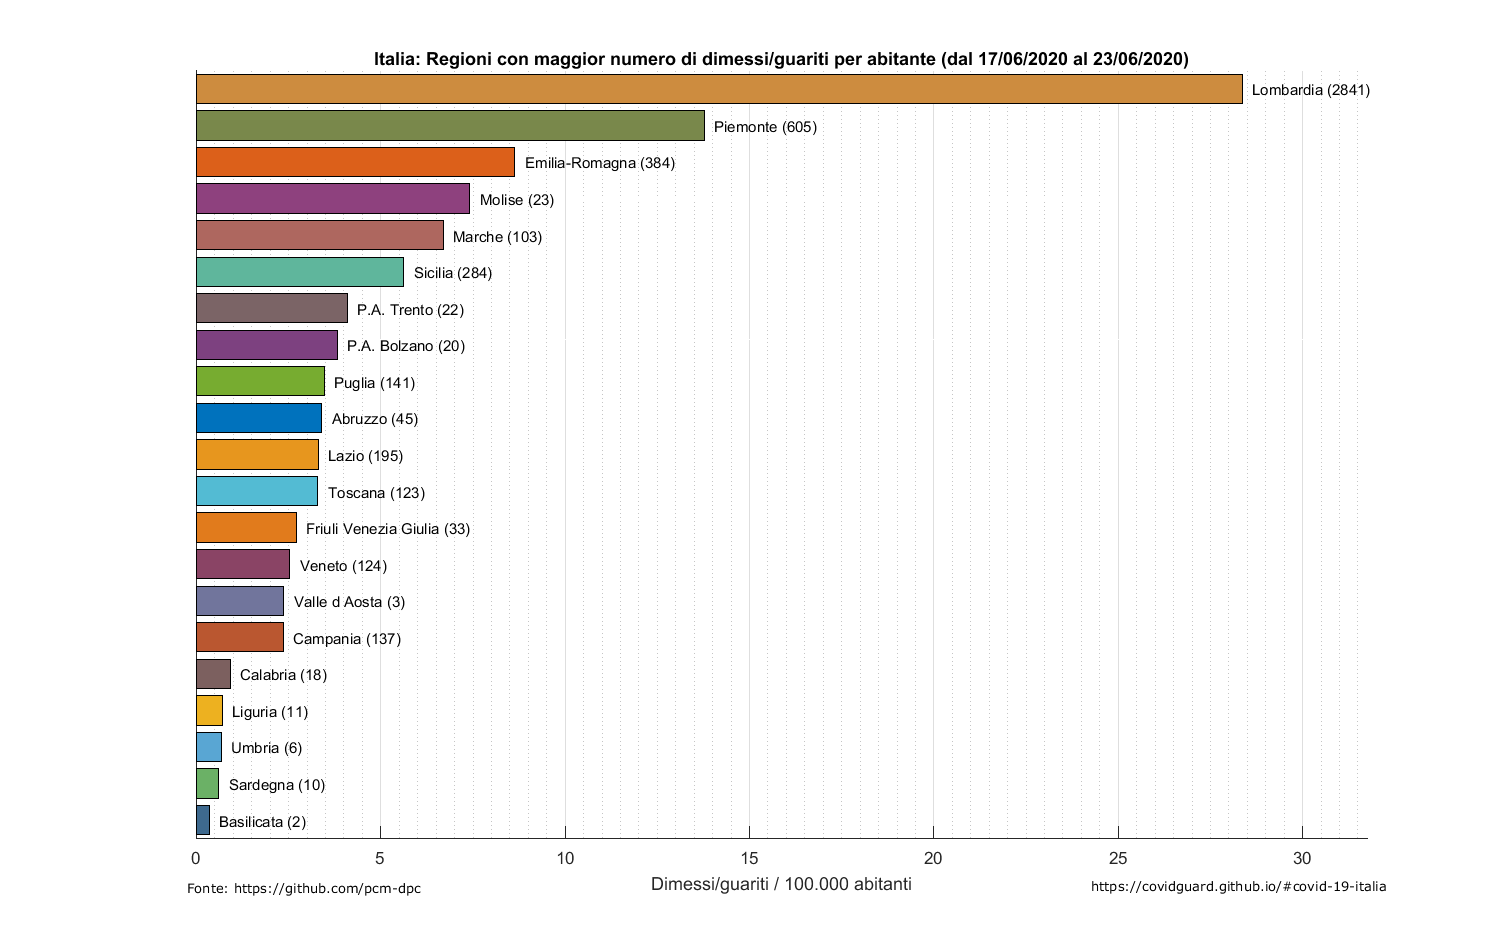 Italia: Regioni con maggior numero di dimessi/guariti per abitante (dal 17/06/2020 al 23/06/2020)
Lombardia (2841)
Piemonte (605)
Emilia-Romagna (384)
Molise (23)
Marche (103)
Sicilia (284)
P.A. Trento (22)
P.A. Bolzano (20)
Puglia (141)
Abruzzo (45)
Lazio (195)
Toscana (123)
Friuli Venezia Giulia (33)
Veneto (124)
Valle d Aosta (3)
Campania (137)
Calabria (18)
Liguria (11)
Umbria (6)
Sardegna (10)
Basilicata (2)
0 5 10 15 20 25 30
Dimessi/guariti / 100.000 abitanti
Fonte: https://github.com/pcm-dpc
https://covidguard.github.io/#covid-19-italia